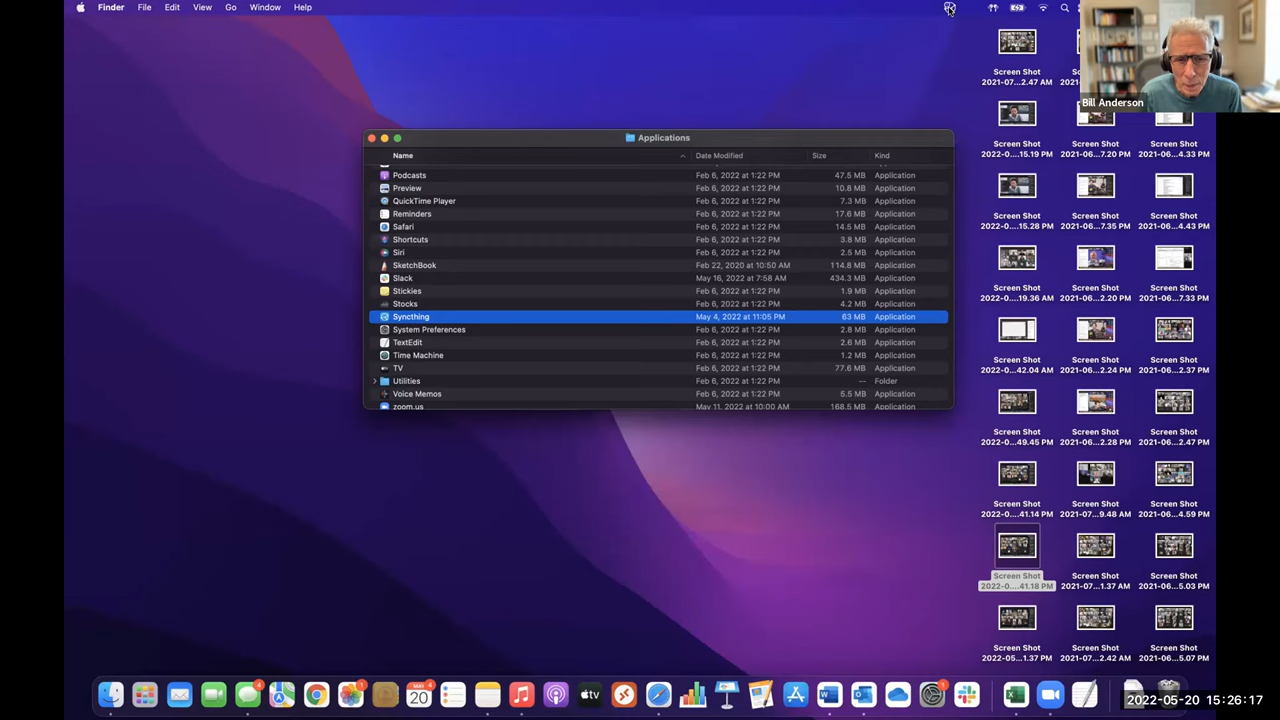 Finder File Edit View Go Window Help
Bill Anderson
Applications
Name Date Modified Size Kind
Podcasts Feb 6, 2022 at 1:22 PM 47.5 MB Application
Preview Feb 6, 2022 at 1:22 PM 10.8 MB Application
QuickTime Player Feb 6, 2022 at 1:22 PM 7.3 MB Application
Reminders Feb 6, 2022 at 1:22 PM 17.6 MB Application
Safari Feb 6, 2022 at 1:22 PM 14.5 MB Application
Shortcuts Feb 6, 2022 at 1:22 PM 3.8 MB Application
Siri Feb 6, 2022 at 1:22 PM 2.5 MB Application
SketchBook Feb 22, 2020 at 10:50 AM 114.8 MB Application
Slack May 16, 2022 at 7:58 AM 434.3 MB Application
Stickies Feb 6, 2022 at 1:22 PM 1.9 MB Application
Stocks Feb 6, 2022 at 1:22 PM 4.2 MB Application
Syncthing May 4, 2022 at 11:05 PM 63 MB Application
System Preferences Feb 6, 2022 at 1:22 PM 2.8 MB Application
TextEdit Feb 6, 2022 at 1:22 PM 2.6 MB Application
Time Machine Feb 6, 2022 at 1:22 PM 1.2 MB Application
TV Feb 6, 2022 at 1:22 PM 77.6 MB Application
Utilities Feb 6, 2022 at 1:22 PM -- Folder
Voice Memos Feb 6, 2022 at 1:22 PM 5.5 MB Application
zoom.us May 11, 2022 at 10:00 AM 168.5 MB Application
Screen Shot
2021-07...2.47 AM
Screen Shot Screen Shot Screen Shot
2022-0....15.19 PM 2021-06...7.20 PM 2021-06...4.33 PM
Screen Shot Screen Shot Screen Shot
2022-0....15.28 PM 2021-06...7.35 PM 2021-06...4.43 PM
Screen Shot Screen Shot Screen Shot
2022-0....19.36 AM 2021-06...2.20 PM 2021-06...7.33 PM
Screen Shot Screen Shot Screen Shot
2022-0....42.04 AM 2021-06...2.24 PM 2021-06...2.37 PM
Screen Shot Screen Shot Screen Shot
2022-0....49.45 PM 2021-06...2.28 PM 2021-06...2.47 PM
Screen Shot Screen Shot Screen Shot
2022-0....41.14 PM 2021-07...9.48 AM 2021-06...4.59 PM
Screen Shot Screen Shot Screen Shot
2022-0....41.18 PM 2021-07...1.37 AM 2021-06...5.03 PM
Screen Shot Screen Shot Screen Shot
2022-05...1.37 PM 2021-07...2.42 AM 2021-06...5.07 PM
4 1 MAY 20 tv 1
2022-05-20 15:26:17